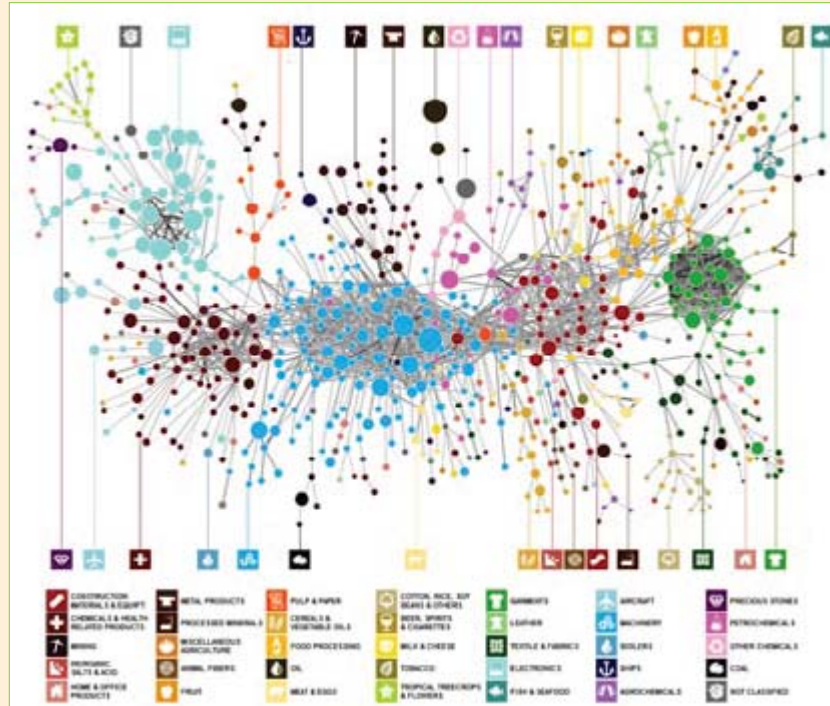 CONSTRUCTION
MATERIALS & EQUIPT.
CHEMICALS & HEALTH
RELATED PRODUCTS
MINING
INORGANIC
SALTS & ACID
HOME & OFFICE
PRODUCTS
METAL PRODUCTS
PROCESSED MINERALS
MISCELLANEOUS
AGRICULTURE
ANIMAL FIBERS
FRUIT
PULP & PAPER
CEREALS &
VEGETABLE OILS
FOOD PROCESSING
OIL
MEAT & EGGS
COTTON, RICE, SOY
BEANS & OTHERS
BEER, SPIRITS
& CIGARETTES
MILK & CHEESE
TOBACCO
TROPICAL TREECROPS
& FLOWERS
GARMENTS
LEATHER
TEXTILE & FABRICS
ELECTRONICS
FISH & SEAFOOD
AIRCRAFT
MACHINERY
BOILERS
SHIPS
AGROCHEMICALS
PRECIOUS STONES
PETROCHEMICALS
OTHER CHEMICALS
COAL
NOT CLASSIFIED